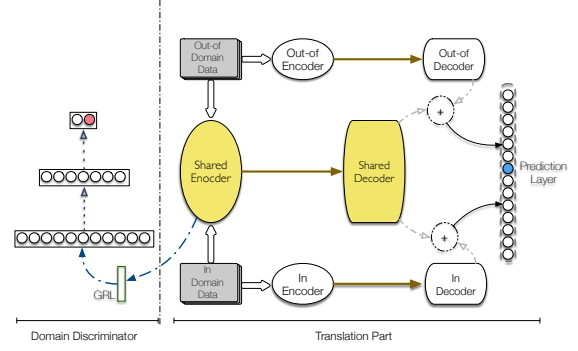 Out-of
Domain
Data
Out-of
Encoder
Out-of
Decoder
+
Shared
Enocder
Shared
Decoder
Prediction
Layer
+
GRL
In
Domain
Data
In
Encoder
In
Decoder
Domain Discriminator
Translation Part